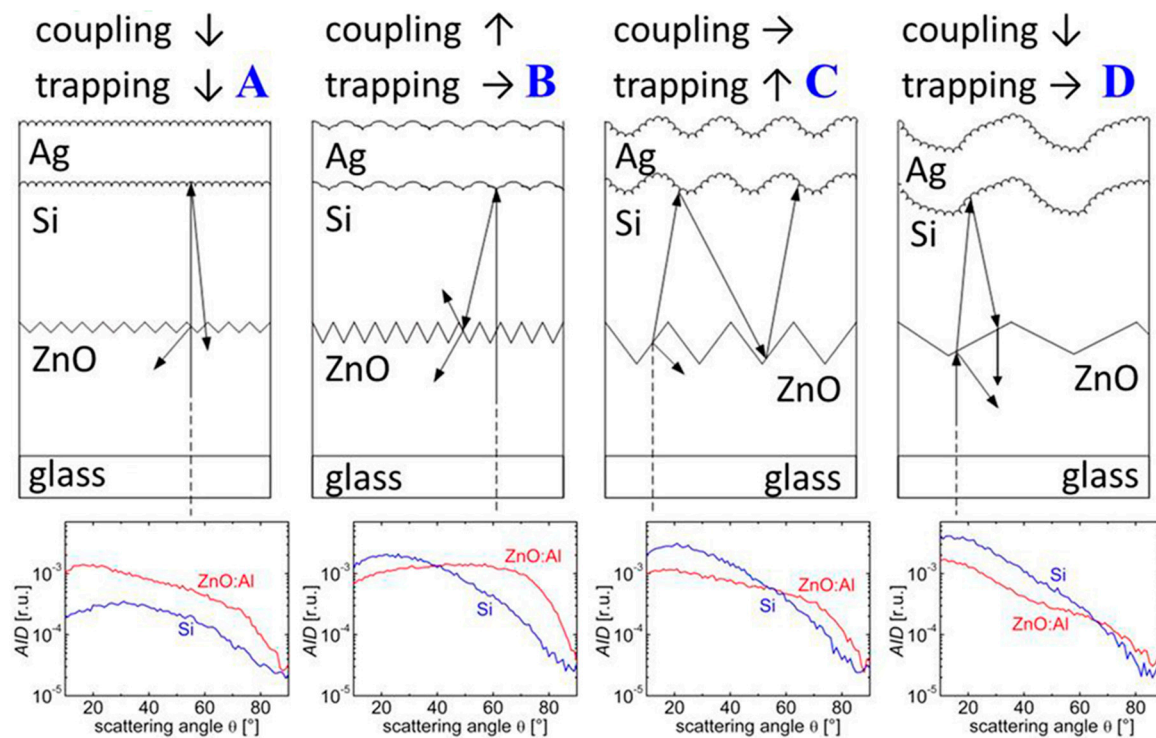 coupling ↓
trapping ↓ A
Ag
Si
ZnO
glass
coupling ↑
trapping → B
Ag
Si
ZnO
glass
coupling →
trapping ↑ C
Ag
Si
ZnO
glass
coupling ↓
trapping → D
Ag
Si
ZnO
glass
AID [r.u.]
10⁻³
10⁻⁴
10⁻⁵
ZnO:Al
Si
20 40 60 80
scattering angle θ [°]
AID [r.u.]
10⁻³
10⁻⁴
10⁻⁵
ZnO:Al
Si
20 40 60 80
scattering angle θ [°]
AID [r.u.]
10⁻³
10⁻⁴
10⁻⁵
ZnO:Al
Si
20 40 60 80
scattering angle θ [°]
AID [r.u.]
10⁻³
10⁻⁴
10⁻⁵
Si
ZnO:Al
20 40 60 80
scattering angle θ [°]